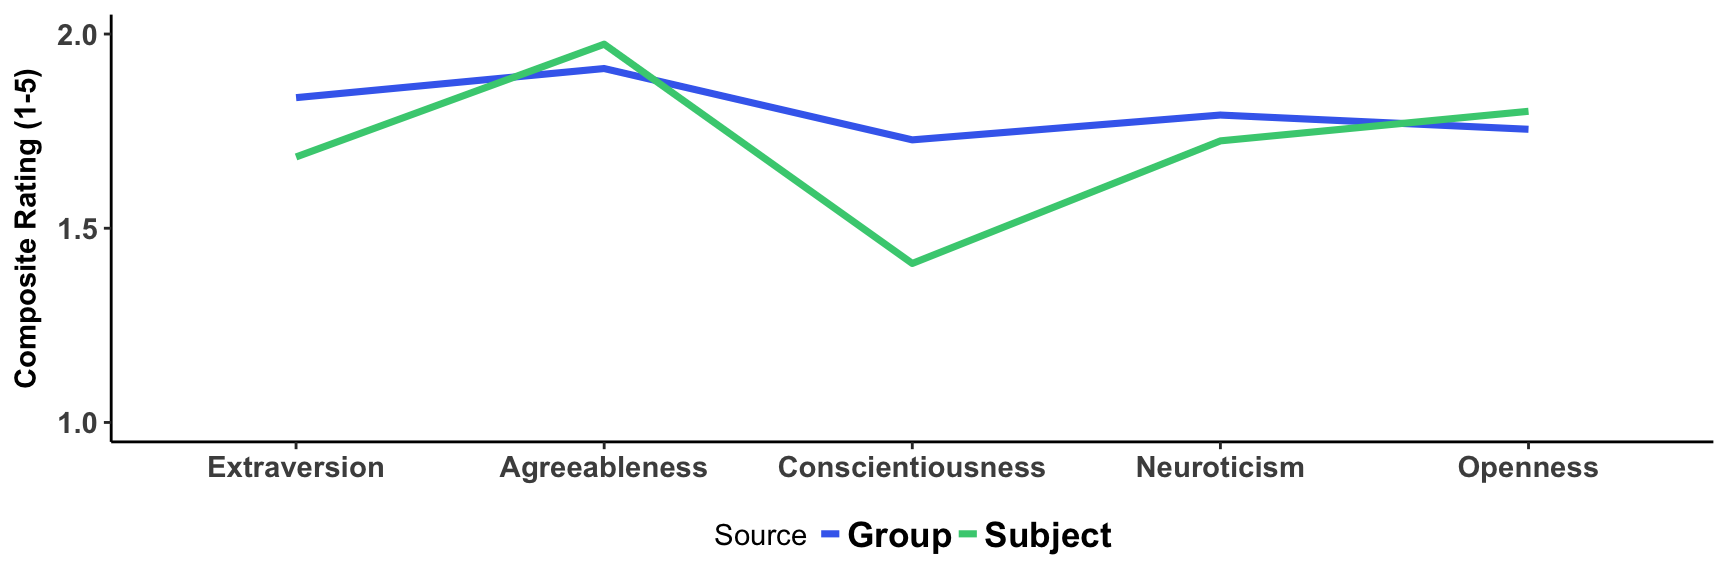 Composite Rating (1-5)
2.0
1.5
1.0
Extraversion Agreeableness Conscientiousness Neuroticism Openness
Source Group Subject